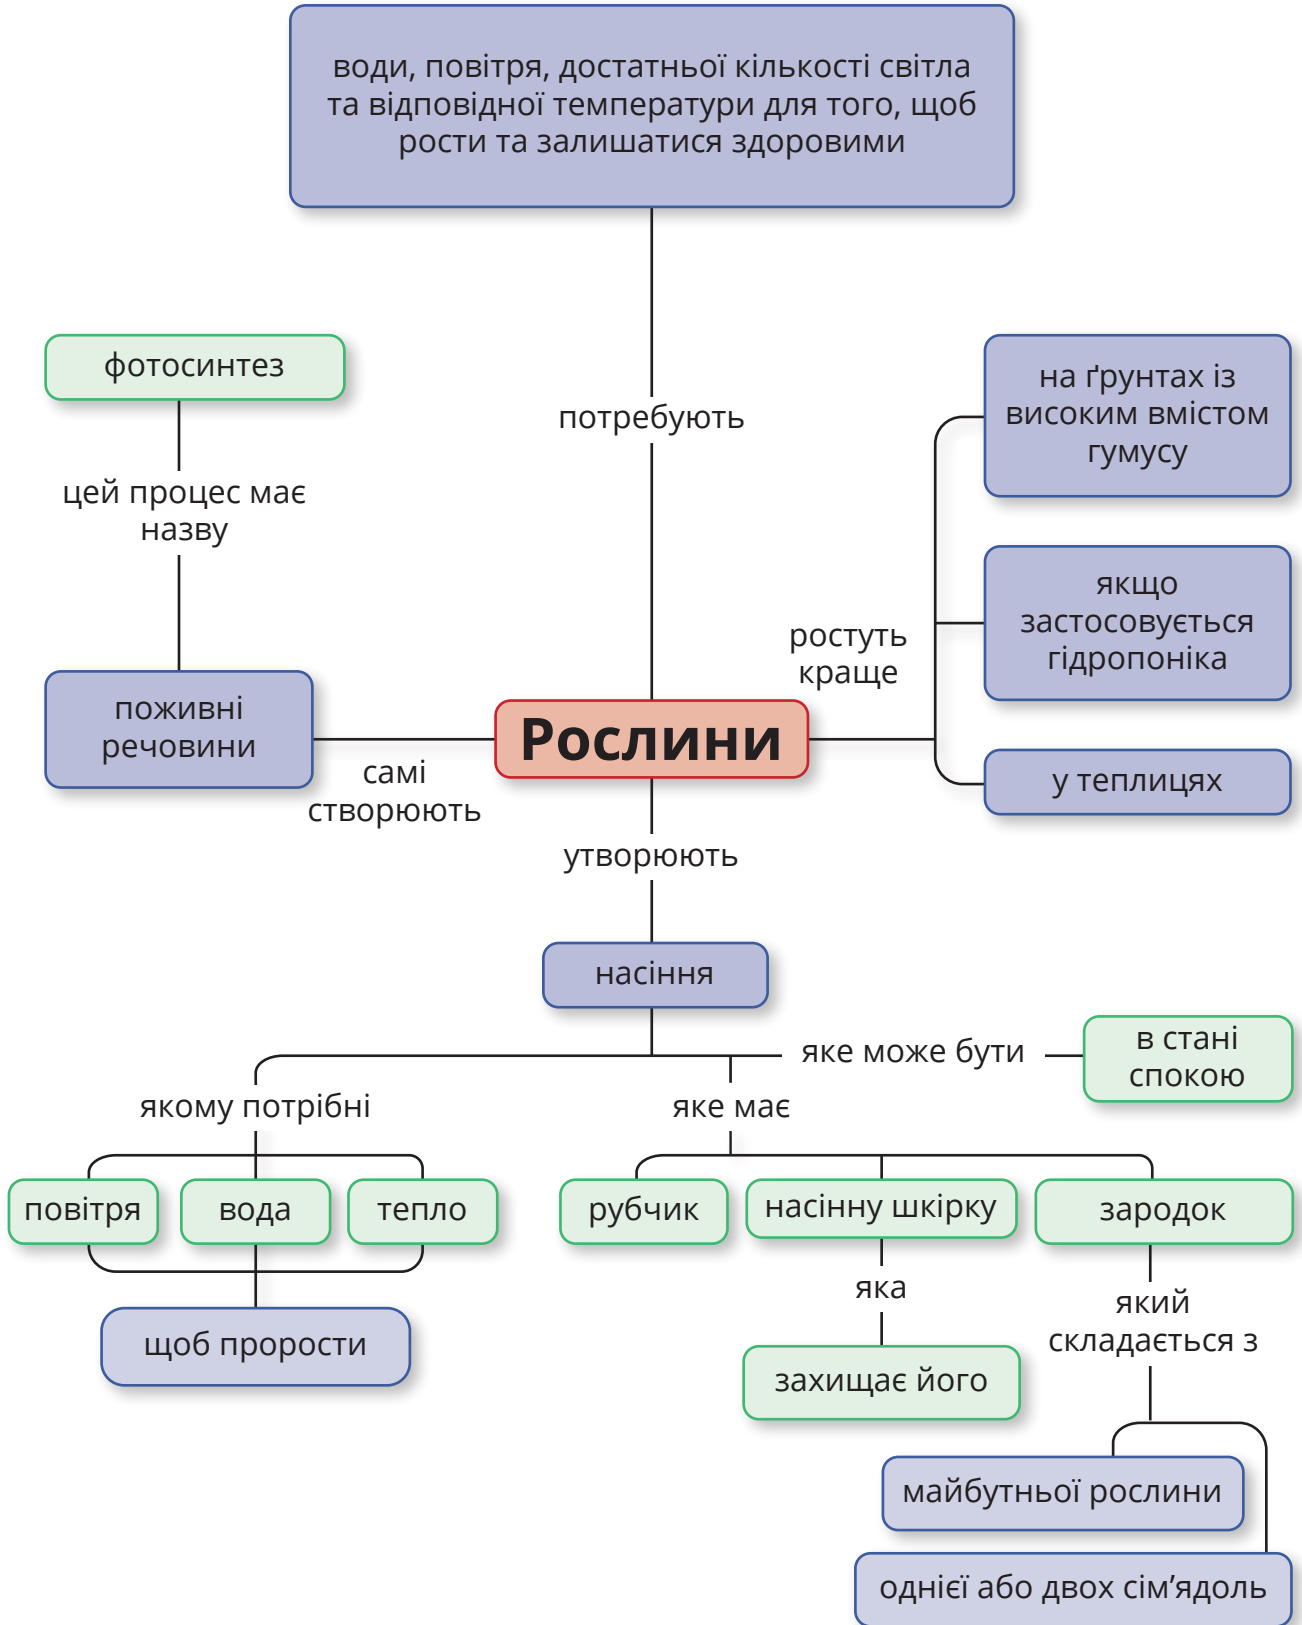 води, повітря, достатньої кількості світла
та відповідної температури для того, щоб
рости та залишатися здоровими
потребують
фотосинтез
цей процес має
назву
поживні
речовини
самі
створюють
Рослини
ростуть
краще
на ґрунтах із
високим вмістом
гумусу
якщо
застосовується
гідропоніка
у теплицях
утворюють
насіння
яке може бути
в стані
спокою
якому потрібні
повітря
вода
тепло
щоб прорости
яке має
рубчик
насінну шкірку
зародок
яка
захищає його
який
складається з
майбутньої рослини
однієї або двох сім’ядоль